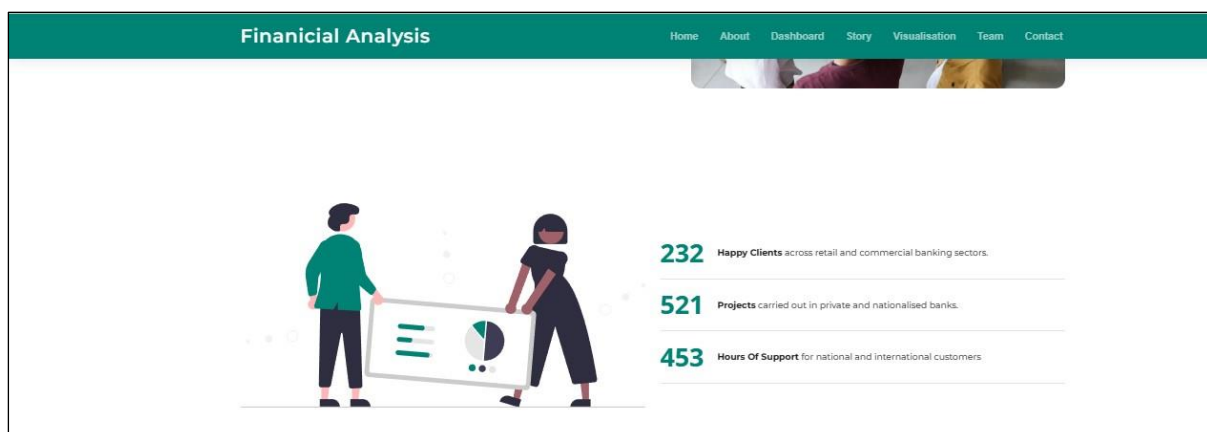 Finanicial Analysis
Home About Dashboard Story Visualisation Team Contact
232 Happy Clients across retail and commercial banking sectors.
521 Projects carried out in private and nationalised banks.
453 Hours Of Support for national and international customers